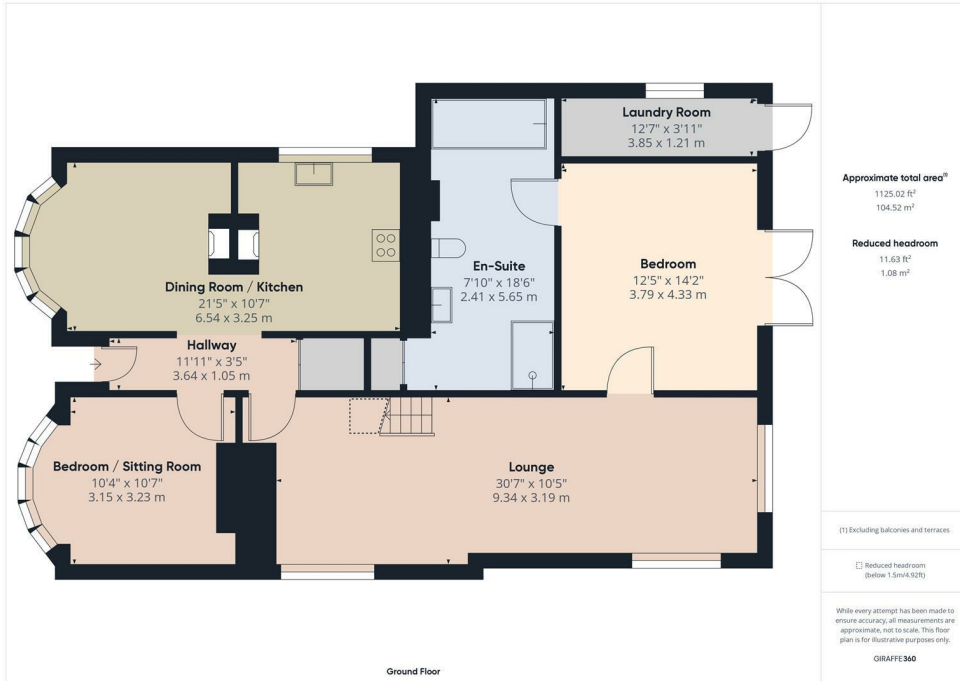 Laundry Room
12'7" x 3'11"
3.85 x 1.21 m
En-Suite
7'10" x 18'6"
2.41 x 5.65 m
Bedroom
12'5" x 14'2"
3.79 x 4.33 m
Dining Room / Kitchen
21'5" x 10'7"
6.54 x 3.25 m
Hallway
11'11" x 3'5"
3.64 x 1.05 m
Bedroom / Sitting Room
10'4" x 10'7"
3.15 x 3.23 m
Lounge
30'7" x 10'5"
9.34 x 3.19 m
Ground Floor
Approximate total area⁽¹⁾
1125.02 ft²
104.52 m²
Reduced headroom
11.63 ft²
1.08 m²
(1) Excluding balconies and terraces
Reduced headroom
(below 1.5m/4.92ft)
While every attempt has been made to
ensure accuracy, all measurements are
approximate, not to scale. This floor
plan is for illustrative purposes only.
GIRAFFE360